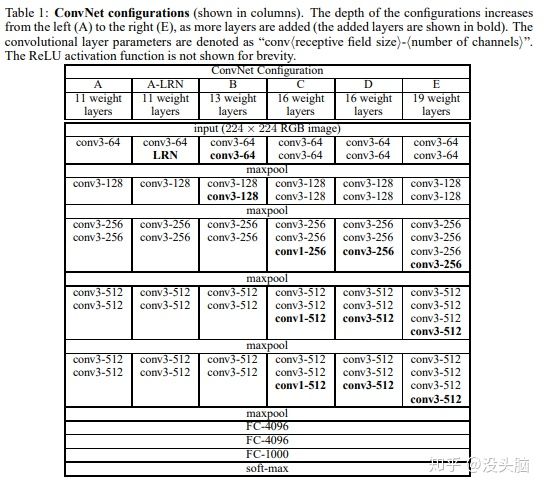 Table 1: ConvNet configurations (shown in columns). The depth of the configurations increases
from the left (A) to the right (E), as more layers are added (the added layers are shown in bold). The
convolutional layer parameters are denoted as “conv⟨receptive field size⟩-⟨number of channels⟩”.
The ReLU activation function is not shown for brevity.
ConvNet Configuration
A A-LRN B C D E
11 weight 11 weight 13 weight 16 weight 16 weight 19 weight
layers layers layers layers layers layers
input (224 × 224 RGB image)
conv3-64 conv3-64 conv3-64 conv3-64 conv3-64 conv3-64
LRN conv3-64 conv3-64 conv3-64 conv3-64
maxpool
conv3-128 conv3-128 conv3-128 conv3-128 conv3-128 conv3-128
conv3-128 conv3-128 conv3-128 conv3-128
maxpool
conv3-256 conv3-256 conv3-256 conv3-256 conv3-256 conv3-256
conv3-256 conv3-256 conv3-256 conv3-256 conv3-256 conv3-256
conv1-256 conv3-256 conv3-256
conv3-256
maxpool
conv3-512 conv3-512 conv3-512 conv3-512 conv3-512 conv3-512
conv3-512 conv3-512 conv3-512 conv3-512 conv3-512 conv3-512
conv1-512 conv3-512 conv3-512
conv3-512
maxpool
conv3-512 conv3-512 conv3-512 conv3-512 conv3-512 conv3-512
conv3-512 conv3-512 conv3-512 conv3-512 conv3-512 conv3-512
conv1-512 conv3-512 conv3-512
conv3-512
maxpool
FC-4096
FC-4096
FC-1000
soft-max
知乎 @没头脑